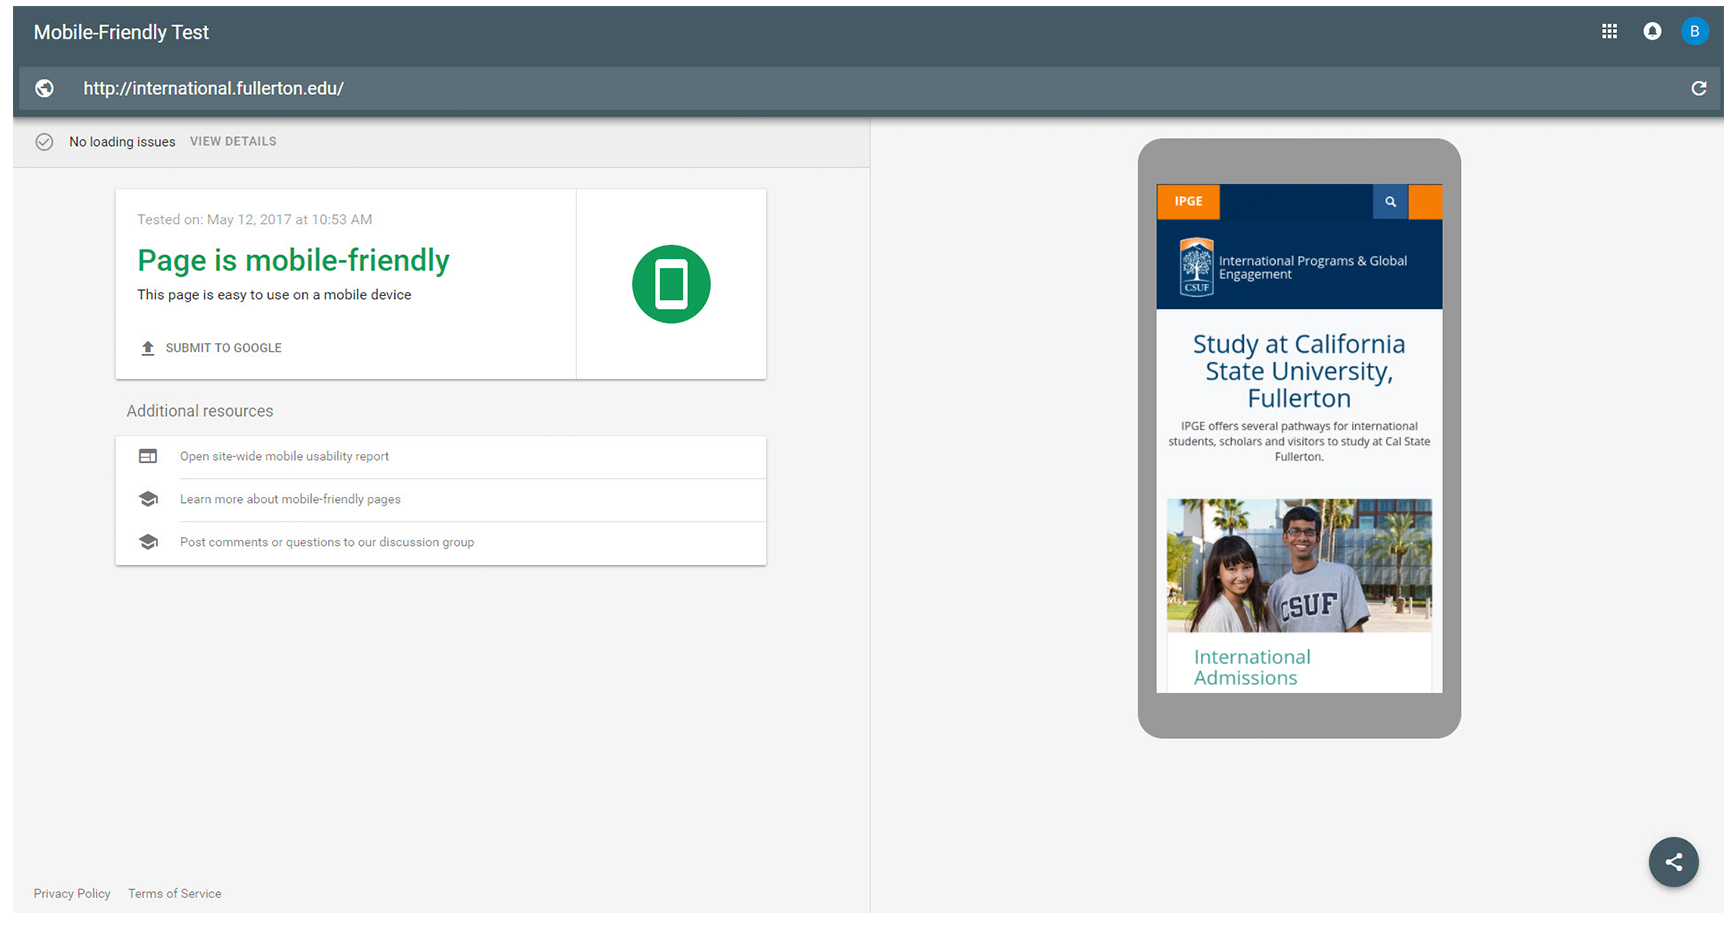 Mobile-Friendly Test
B
http://international.fullerton.edu/
No loading issues VIEW DETAILS
Tested on: May 12, 2017 at 10:53 AM
Page is mobile-friendly
This page is easy to use on a mobile device
SUBMIT TO GOOGLE
Additional resources
Open site-wide mobile usability report
Learn more about mobile-friendly pages
Post comments or questions to our discussion group
Privacy Policy Terms of Service
IPGE
CSUF
International Programs & Global
Engagement
Study at California
State University,
Fullerton
IPGE offers several pathways for international
students, scholars and visitors to study at Cal State
Fullerton.
CSUF
International
Admissions